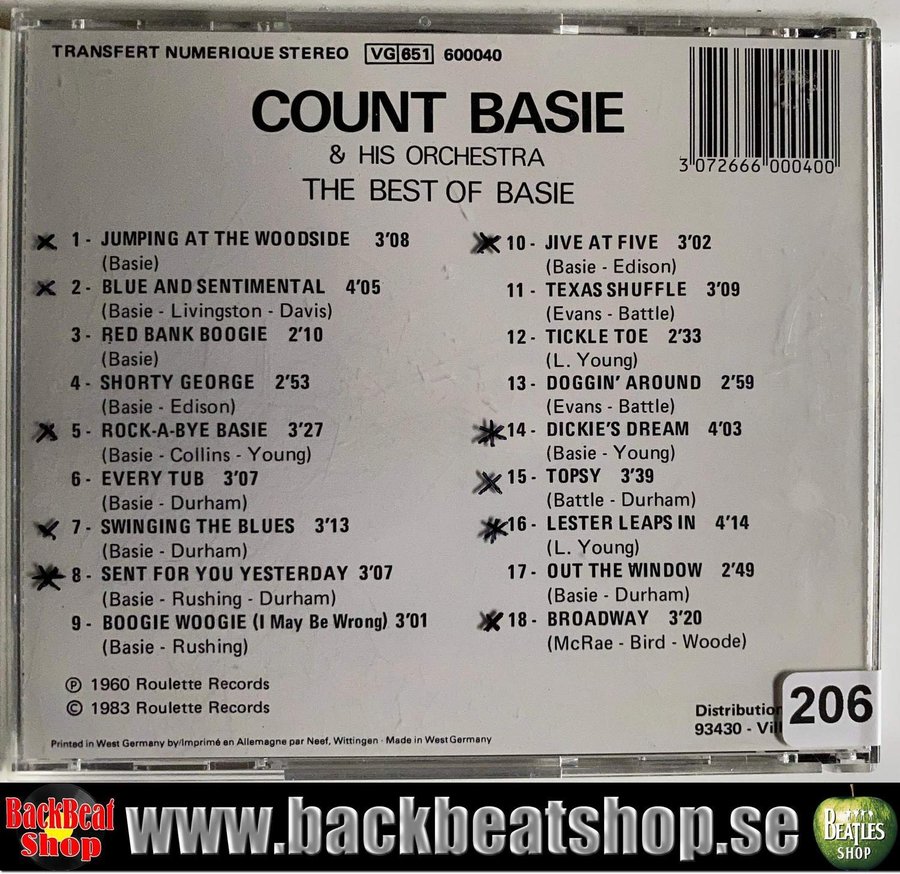 TRANSFERT NUMERIQUE STEREO VG 651 600040
COUNT BASIE
& HIS ORCHESTRA
THE BEST OF BASIE
3 072666 000400
1 - JUMPING AT THE WOODSIDE 3'08
(Basie)
2 - BLUE AND SENTIMENTAL 4'05
(Basie - Livingston - Davis)
3 - RED BANK BOOGIE 2'10
(Basie)
4 - SHORTY GEORGE 2'53
(Basie - Edison)
5 - ROCK-A-BYE BASIE 3'27
(Basie - Collins - Young)
6 - EVERY TUB 3'07
(Basie - Durham)
7 - SWINGING THE BLUES 3'13
(Basie - Durham)
8 - SENT FOR YOU YESTERDAY 3'07
(Basie - Rushing - Durham)
9 - BOOGIE WOOGIE (I May Be Wrong) 3'01
(Basie - Rushing)
10 - JIVE AT FIVE 3'02
(Basie - Edison)
11 - TEXAS SHUFFLE 3'09
(Evans - Battle)
12 - TICKLE TOE 2'33
(L. Young)
13 - DOGGIN' AROUND 2'59
(Evans - Battle)
14 - DICKIE'S DREAM 4'03
(Basie - Young)
15 - TOPSY 3'39
(Battle - Durham)
16 - LESTER LEAPS IN 4'14
(L. Young)
17 - OUT THE WINDOW 2'49
(Basie - Durham)
18 - BROADWAY 3'20
(McRae - Bird - Woode)
℗ 1960 Roulette Records
© 1983 Roulette Records
Distribution
93430 - Vil
206
Printed in West Germany by/Imprimé en Allemagne par Neef, Wittingen · Made in West Germany
BackBeat
Shop
www.backbeatshop.se
BEATLES
SHOP